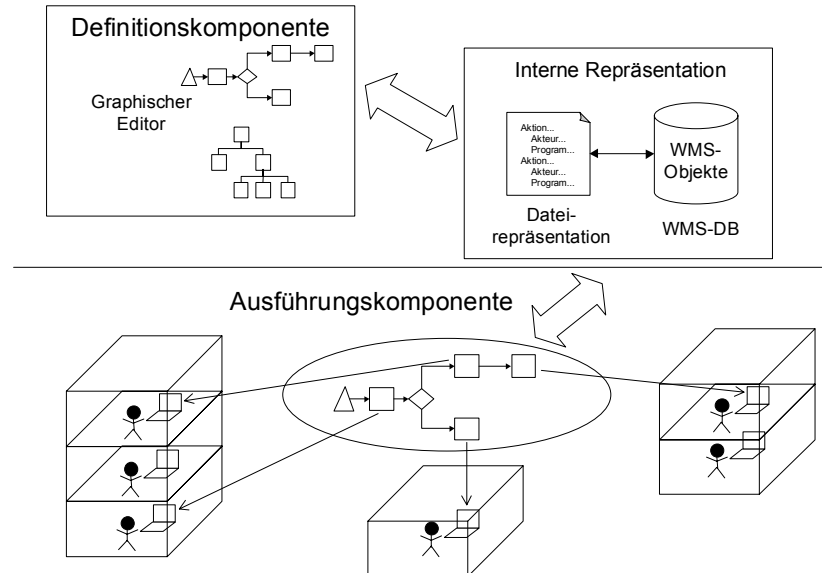 Definitionskomponente
Graphischer
Editor
Interne Repräsentation
Aktion...
Akteur...
Program...
Aktion...
Akteur...
Program...
WMS-
Objekte
Datei-
repräsentation
WMS-DB
Ausführungskomponente